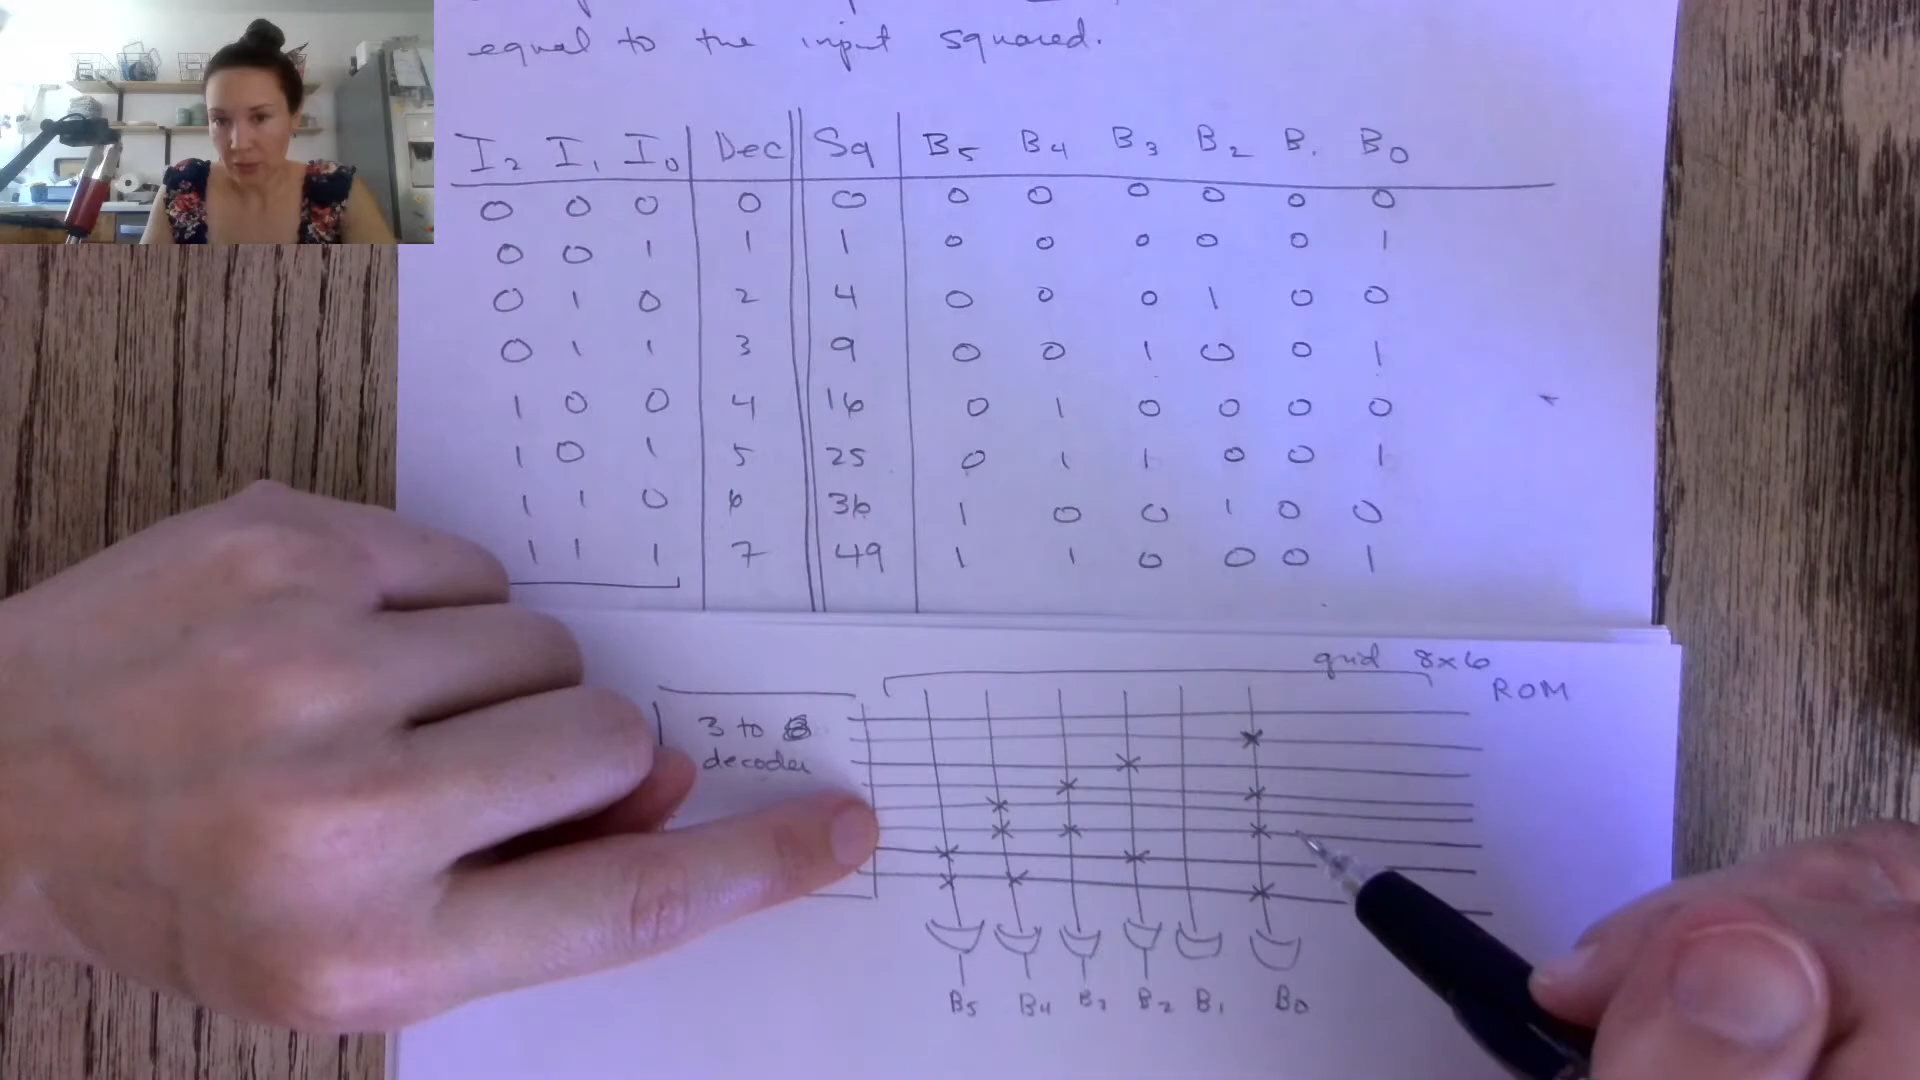 equal to the input squared.
I2 I1 I0 Dec Sq B5 B4 B3 B2 B1 B0
0 0 0 0 0 0 0 0 0 0 0
0 0 1 1 1 0 0 0 0 0 1
0 1 0 2 4 0 0 0 1 0 0
0 1 1 3 9 0 0 1 0 0 1
1 0 0 4 16 0 1 0 0 0 0
1 0 1 5 25 0 1 1 0 0 1
1 1 0 6 36 1 0 0 1 0 0
1 1 1 7 49 1 1 0 0 0 1
grid 8x6
ROM
3 to 8
decoder
B5 B4 B3 B2 B1 B0